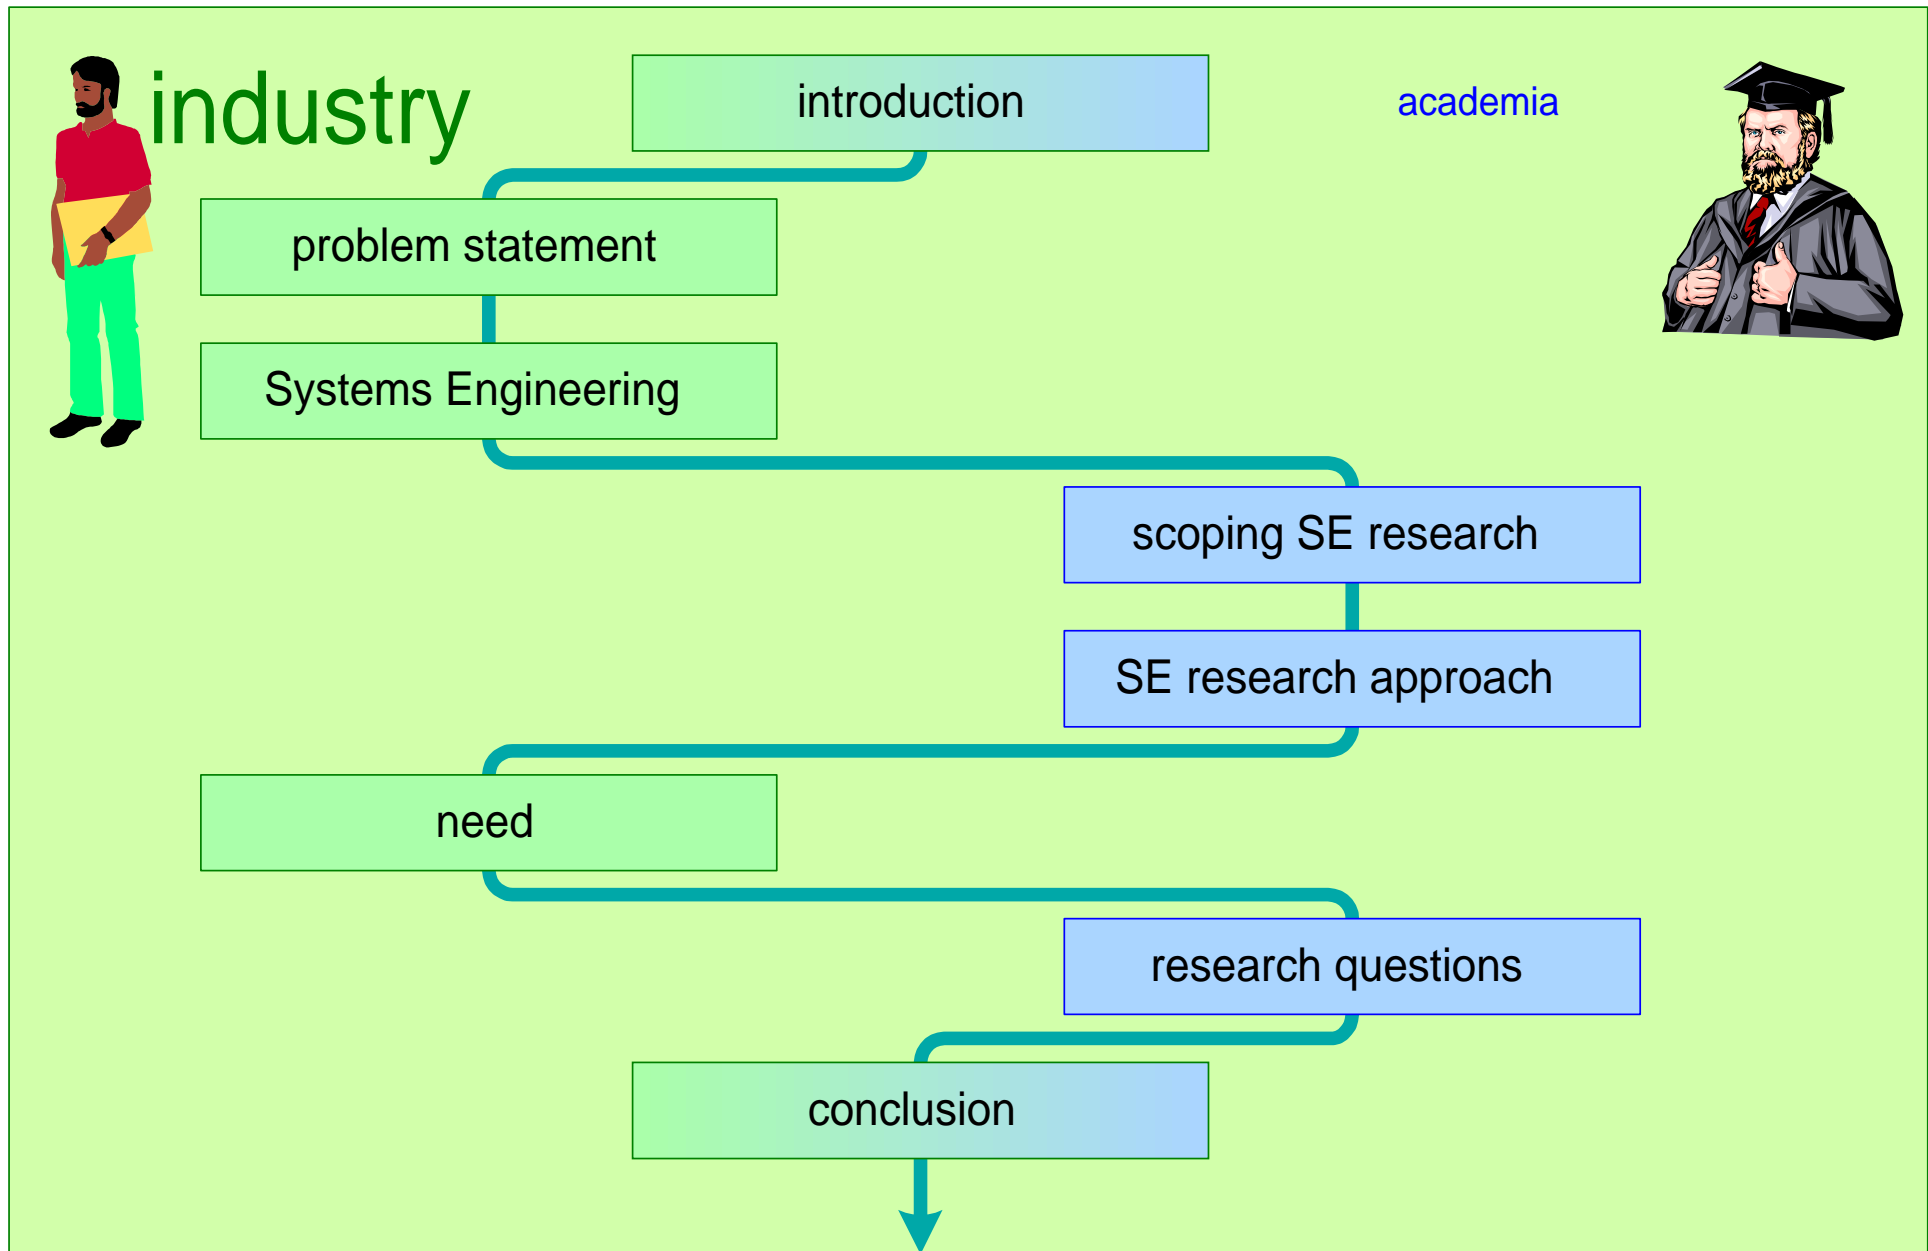 industry
introduction
academia
problem statement
Systems Engineering
scoping SE research
SE research approach
need
research questions
conclusion